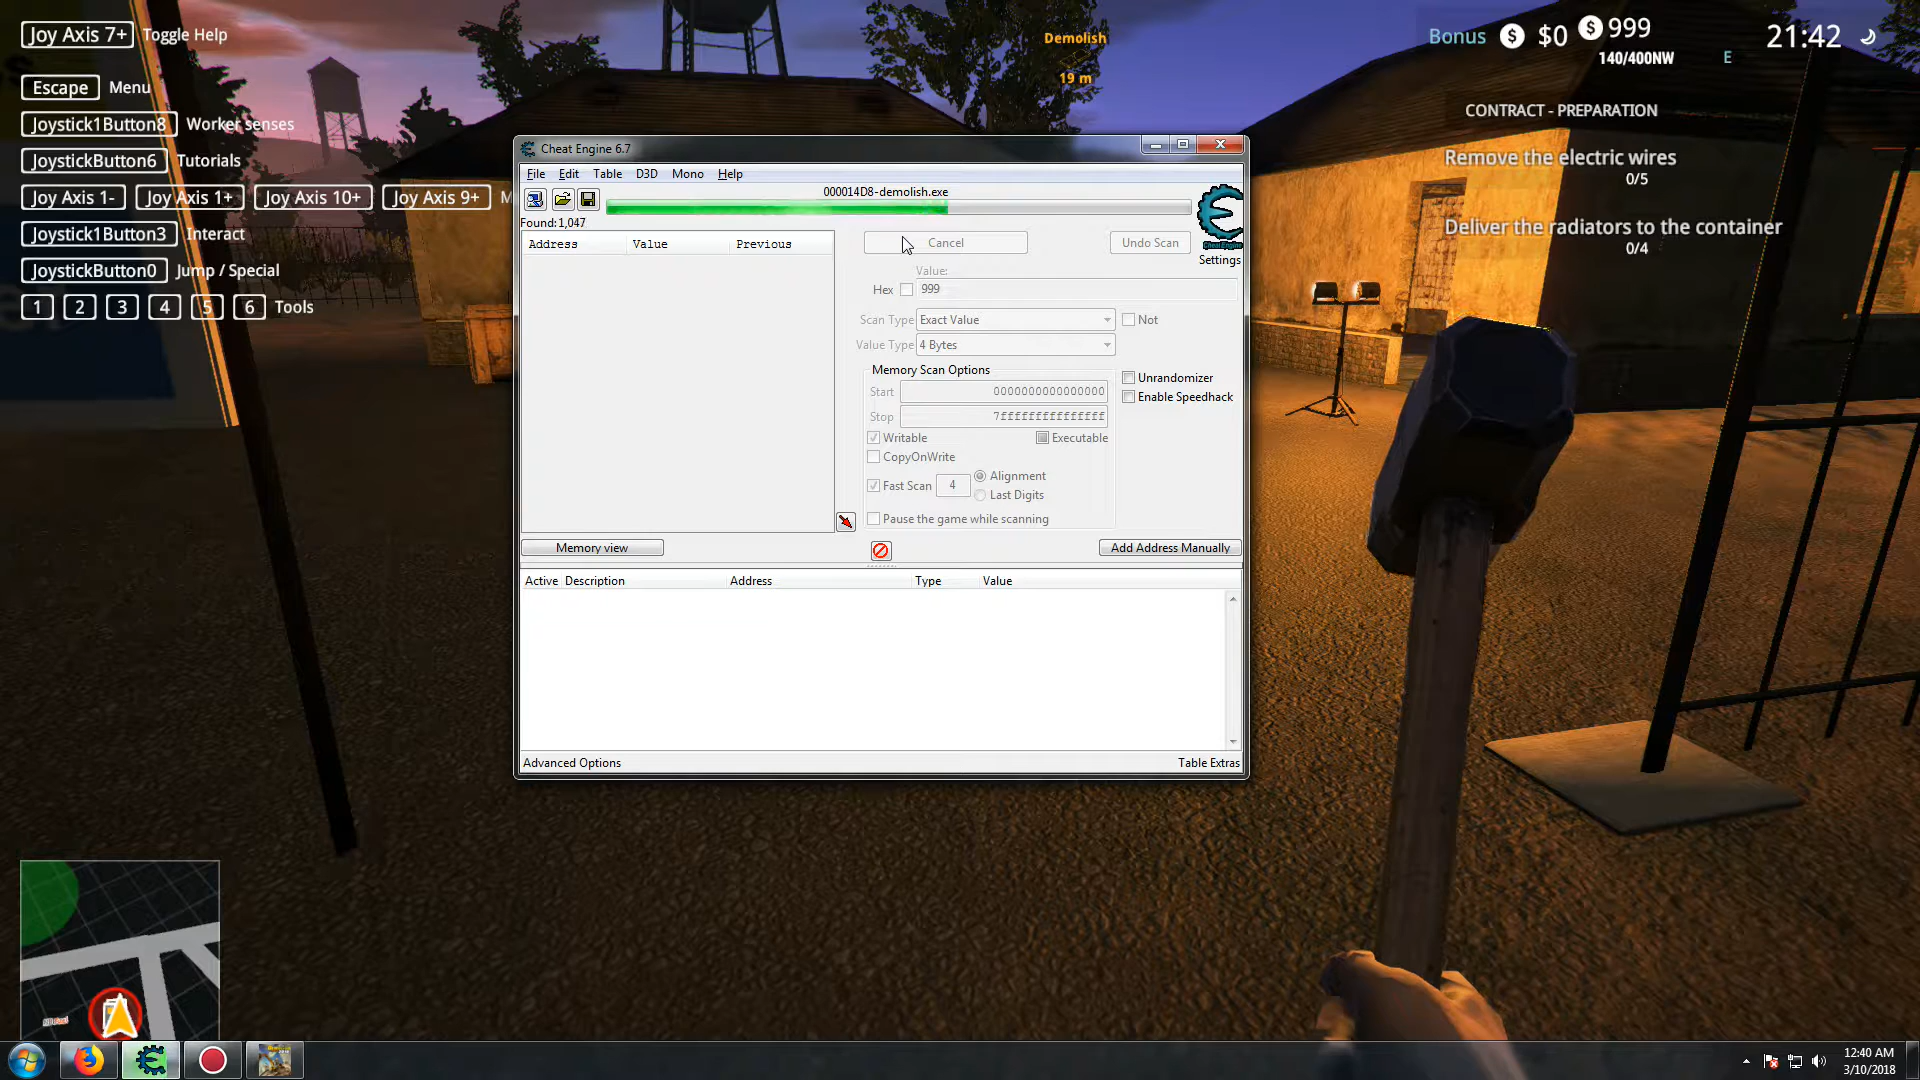 Joy Axis 7+ Toggle Help
Escape Menu
Joystick1Button8 Worker senses
JoystickButton6 Tutorials
Joy Axis 1- Joy Axis 1+ Joy Axis 10+ Joy Axis 9+ M
Joystick1Button3 Interact
JoystickButton0 Jump / Special
1 2 3 4 5 6 Tools
Demolish
19 m
Bonus $ $0 $ 999
140/400NW
E
21:42
CONTRACT - PREPARATION
Remove the electric wires
0/5
Deliver the radiators to the container
0/4
Cheat Engine 6.7
File Edit Table D3D Mono Help
000014D8-demolish.exe
Found:1,047
Address Value Previous
Cancel
Undo Scan
Cheat Engine
Settings
Value:
Hex 999
Scan Type Exact Value Not
Value Type 4 Bytes
Memory Scan Options
Start 0000000000000000
Stop 7fffffffffffffff
Writable Executable
CopyOnWrite
Fast Scan 4 Alignment
Last Digits
Pause the game while scanning
Unrandomizer
Enable Speedhack
Memory view
Add Address Manually
Active Description Address Type Value
Advanced Options
Table Extras
12:40 AM
3/10/2018